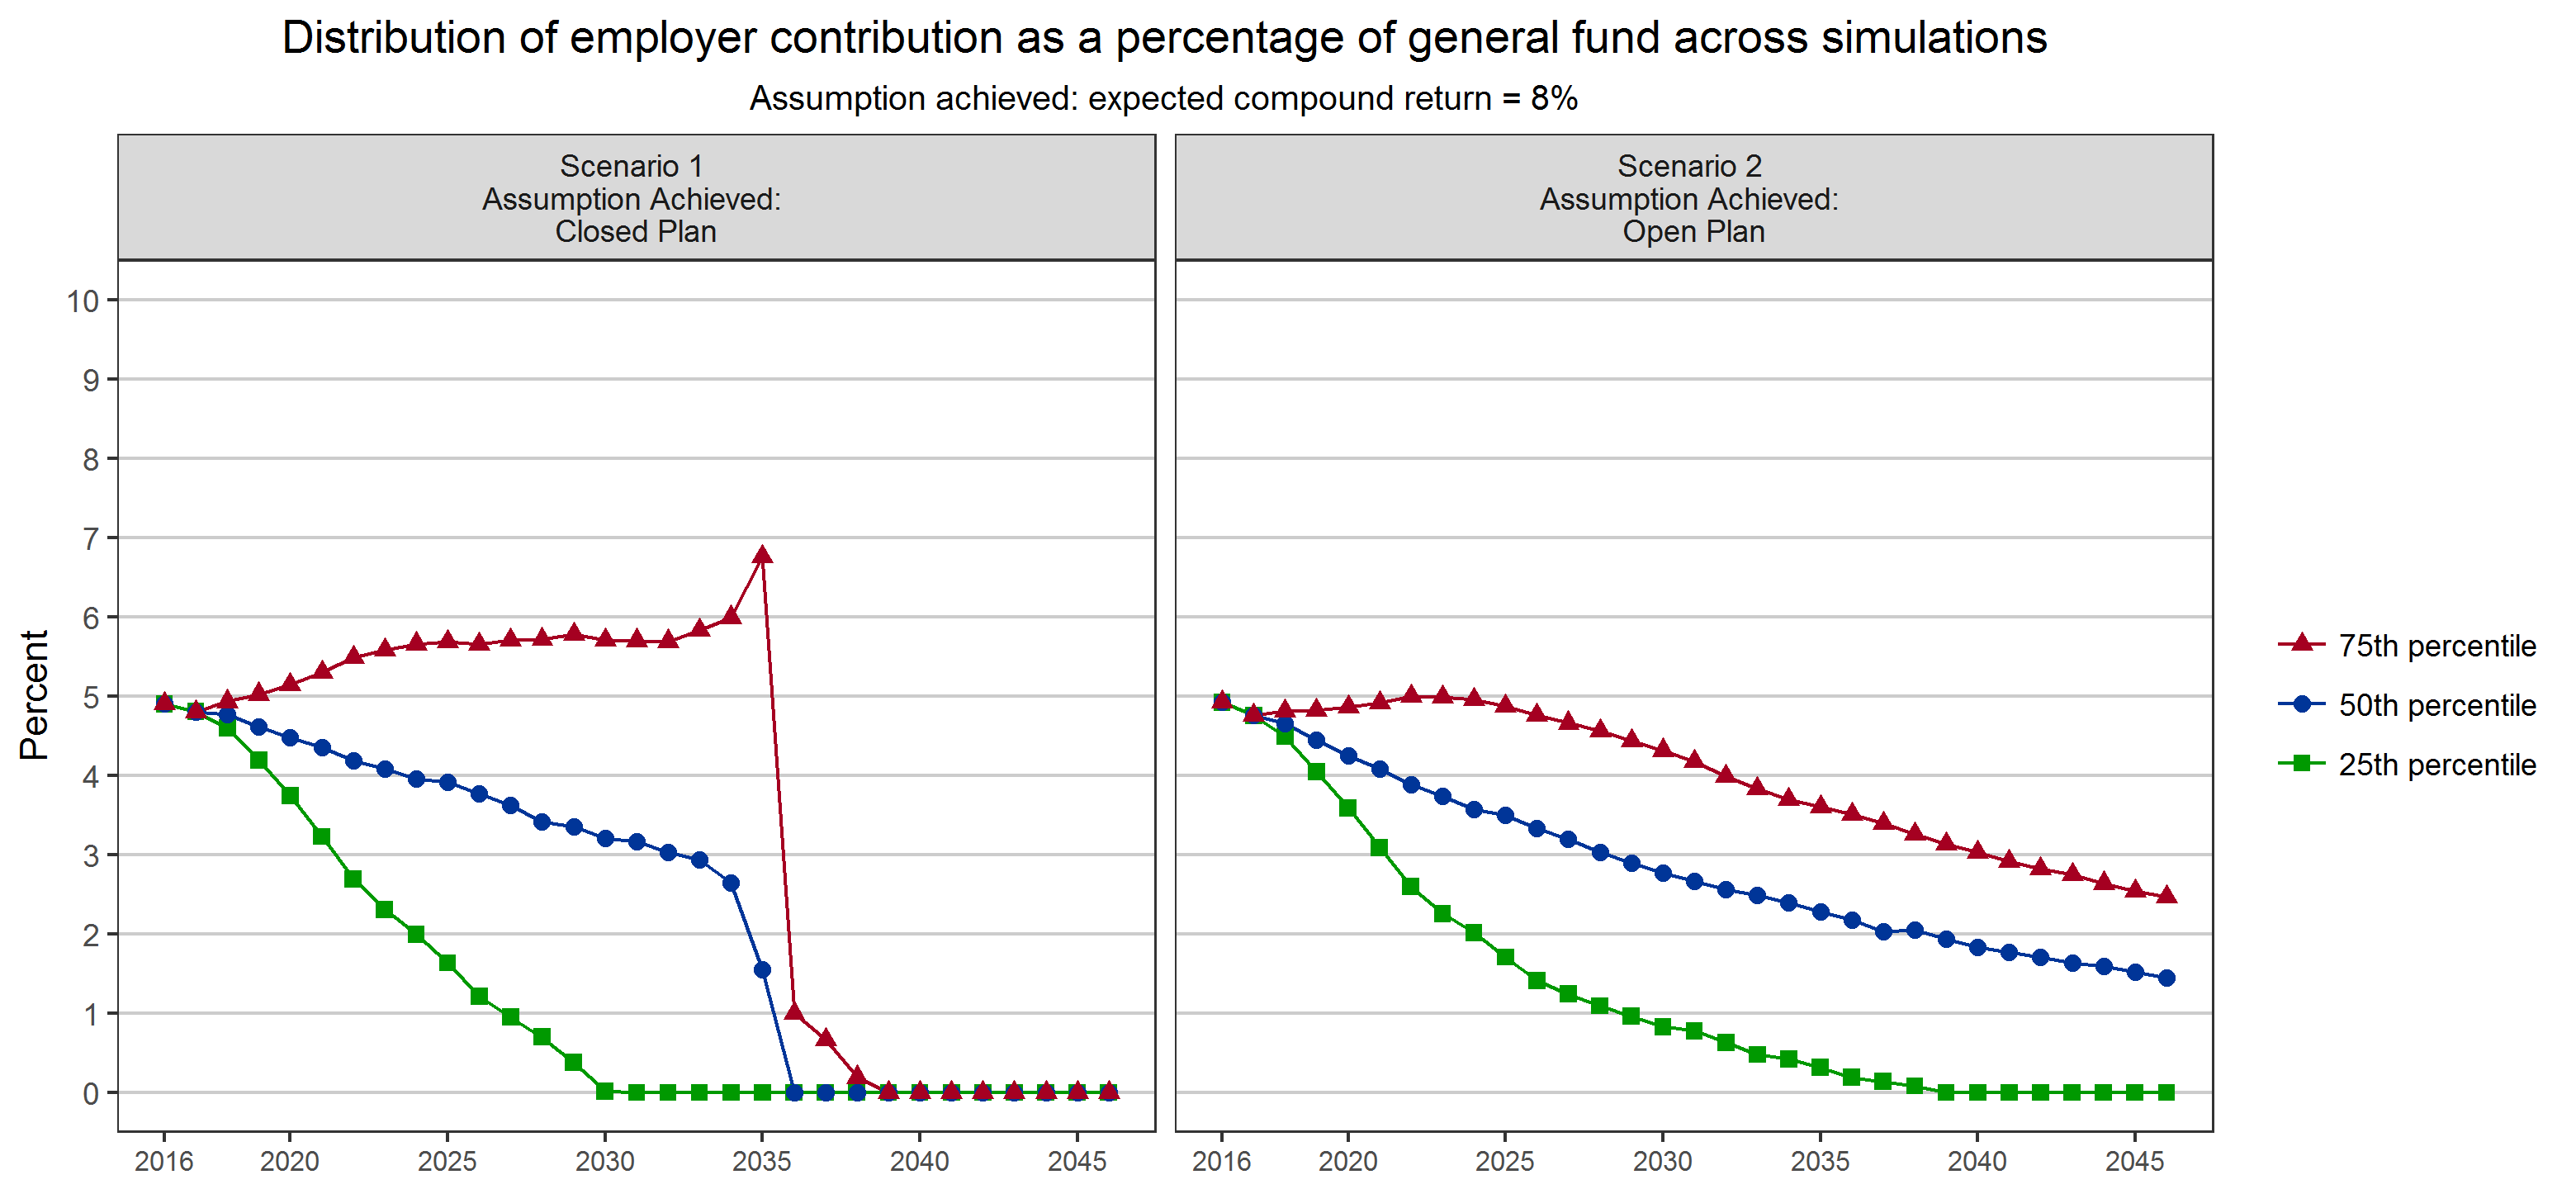 Distribution of employer contribution as a percentage of general fund across simulations
Assumption achieved: expected compound return = 8%
Scenario 1
Assumption Achieved:
Closed Plan
Scenario 2
Assumption Achieved:
Open Plan
Percent
10
9
8
7
6
5
4
3
2
1
0
2016 2020 2025 2030 2035 2040 2045
2016 2020 2025 2030 2035 2040 2045
75th percentile
50th percentile
25th percentile